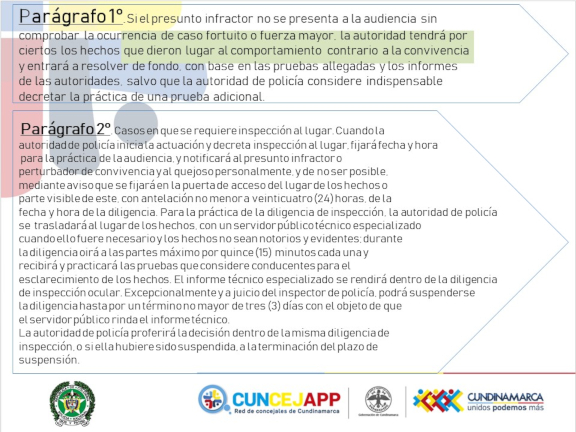 Parágrafo 1°. Si el presunto infractor no se presenta a la audiencia sin
comprobar la ocurrencia de caso fortuito o fuerza mayor, la autoridad tendrá por
ciertos los hechos que dieron lugar al comportamiento contrario a la convivencia
y entrará a resolver de fondo, con base en las pruebas allegadas y los informes
de las autoridades, salvo que la autoridad de policía considere indispensable
decretar la práctica de una prueba adicional.
Parágrafo 2°. Casos en que se requiere inspección al lugar. Cuando la
autoridad de policía inicia la actuación y decreta inspección al lugar, fijará fecha y hora
para la práctica de la audiencia, y notificará al presunto infractor o
perturbador de convivencia y al quejoso personalmente, y de no ser posible,
mediante aviso que se fijará en la puerta de acceso del lugar de los hechos o
parte visible de este, con antelación no menor a veinticuatro (24) horas, de la
fecha y hora de la diligencia. Para la práctica de la diligencia de inspección, la autoridad de policía
se trasladará al lugar de los hechos, con un servidor público técnico especializado
cuando ello fuere necesario y los hechos no sean notorios y evidentes; durante
la diligencia oirá a las partes máximo por quince (15) minutos cada una y
recibirá y practicará las pruebas que considere conducentes para el
esclarecimiento de los hechos. El informe técnico especializado se rendirá dentro de la diligencia
de inspección ocular. Excepcionalmente y a juicio del inspector de policía, podrá suspenderse
la diligencia hasta por un término no mayor de tres (3) días con el objeto de que
el servidor público rinda el informe técnico.
La autoridad de policía proferirá la decisión dentro de la misma diligencia de
inspección, o si ella hubiere sido suspendida, a la terminación del plazo de
suspensión.
CUNCEJAPP
Red de concejales de Cundinamarca
CUNDINAMARCA
unidos podemos más